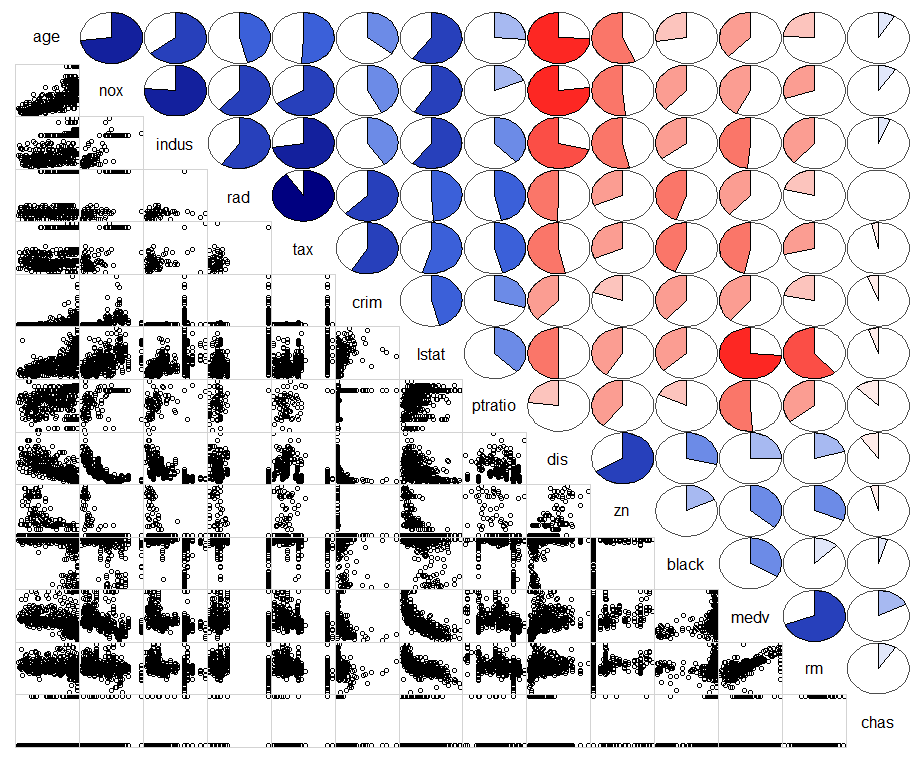 age
nox
indus
rad
tax
crim
lstat
ptratio
dis
zn
black
medv
rm
chas